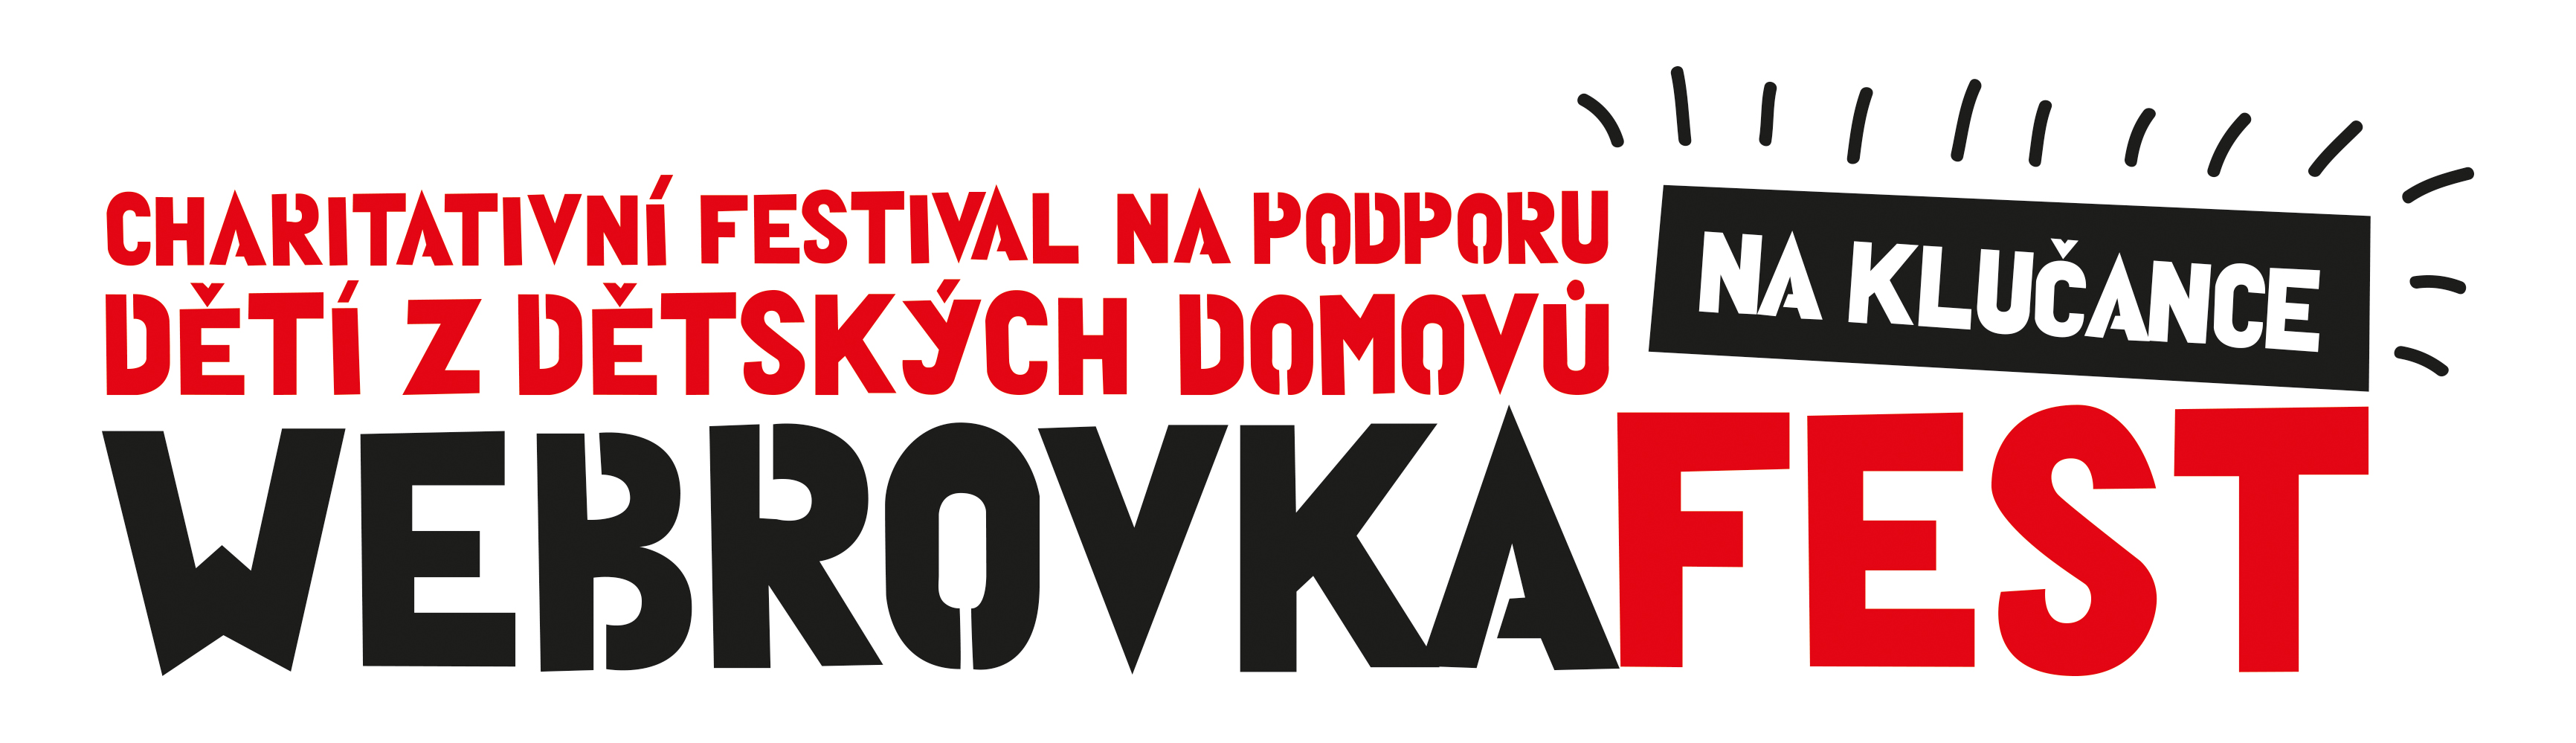 CHARITATIVNÍ FESTIVAL NA PODPORU
DĚTÍ Z DĚTSKÝCH DOMOVŮ
NA KLUČANCE
WEBROVKAFEST